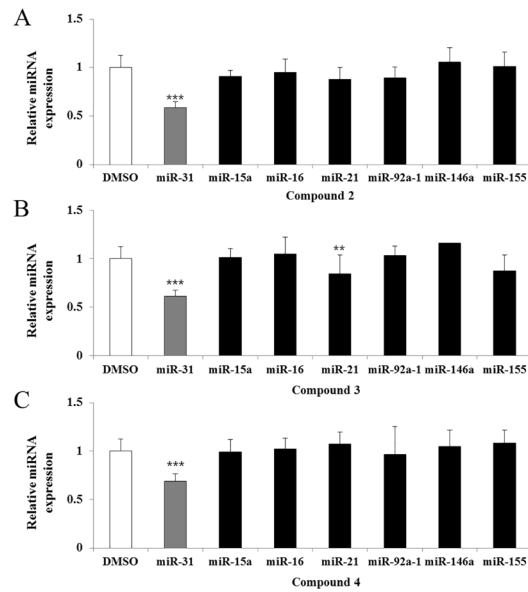 A
1.5
1
0.5
0
Relative miRNA
expression
***
DMSO miR-31 miR-15a miR-16 miR-21 miR-92a-1 miR-146a miR-155
Compound 2
B
1.5
1
0.5
0
Relative miRNA
expression
***
**
DMSO miR-31 miR-15a miR-16 miR-21 miR-92a-1 miR-146a miR-155
Compound 3
C
1.5
1
0.5
0
Relative miRNA
expression
***
DMSO miR-31 miR-15a miR-16 miR-21 miR-92a-1 miR-146a miR-155
Compound 4